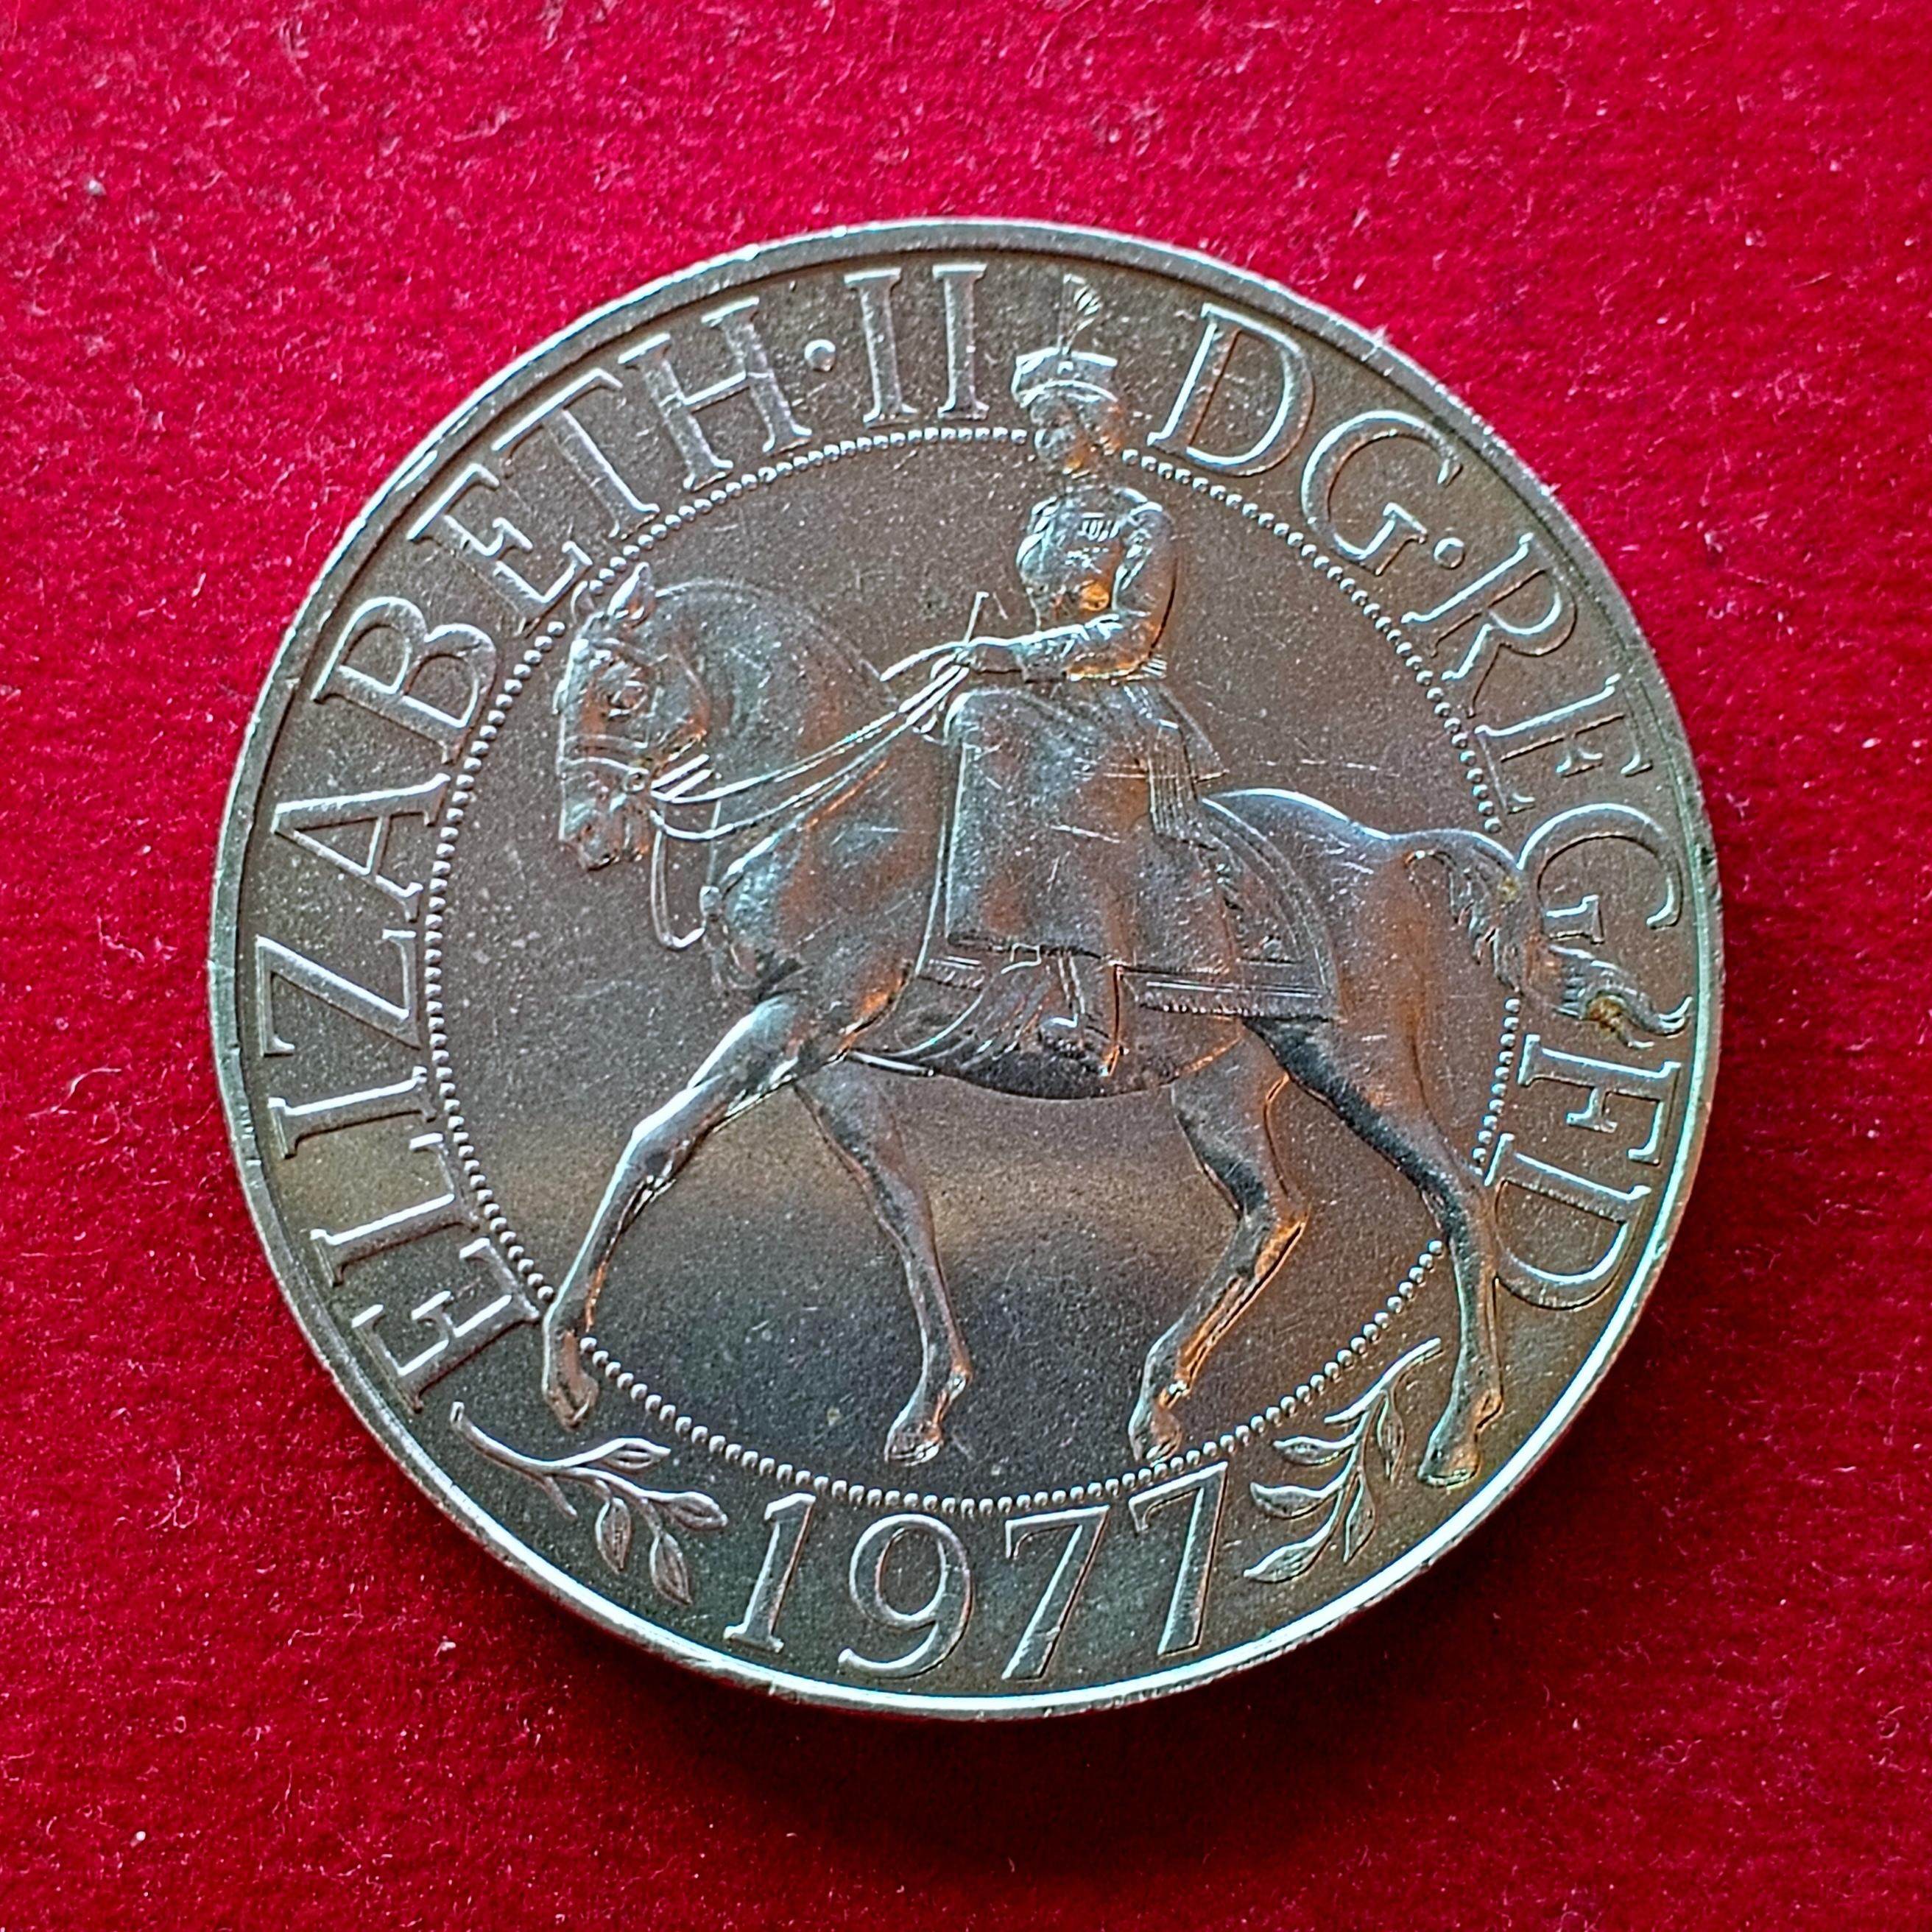 ELIZABETH·II DG·REG FD
1977